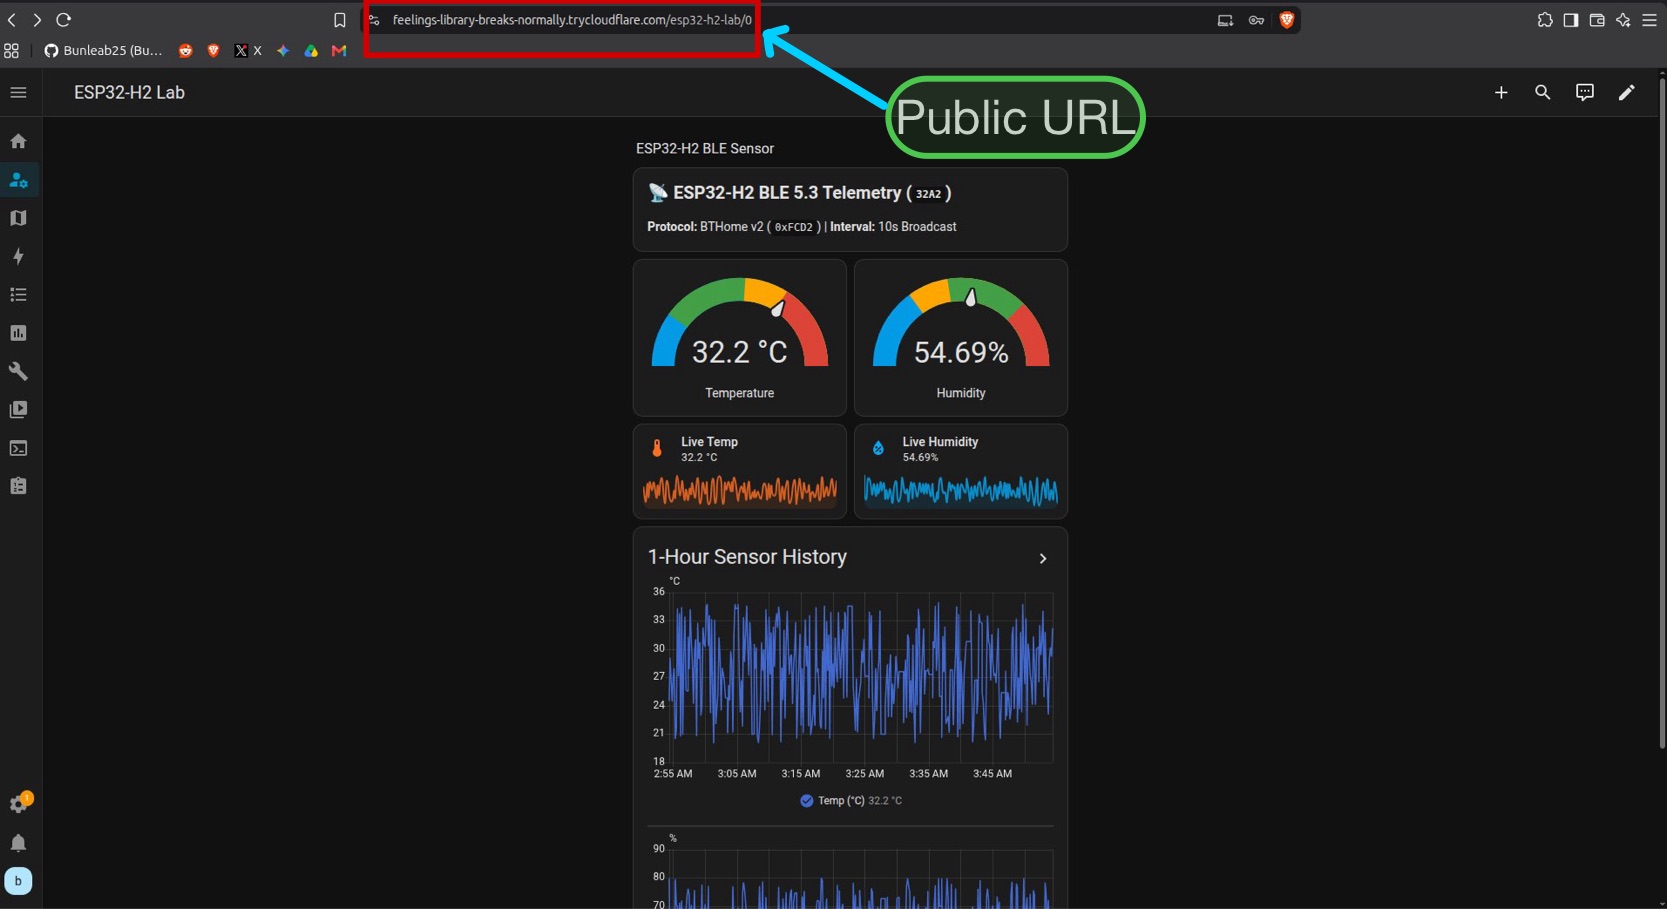 feelings-library-breaks-normally.trycloudflare.com/esp32-h2-lab/0
Bunleab25 (Bu...
X
Public URL
ESP32-H2 Lab
ESP32-H2 BLE Sensor
ESP32-H2 BLE 5.3 Telemetry ( 32A2 )
Protocol: BTHome v2 ( 0xFCD2 ) | Interval: 10s Broadcast
32.2 °C
Temperature
54.69%
Humidity
Live Temp
32.2 °C
Live Humidity
54.69%
1-Hour Sensor History
°C
36
33
30
27
24
21
18
2:55 AM 3:05 AM 3:15 AM 3:25 AM 3:35 AM 3:45 AM
Temp (°C) 32.2 °C
%
90
80
70
1
b